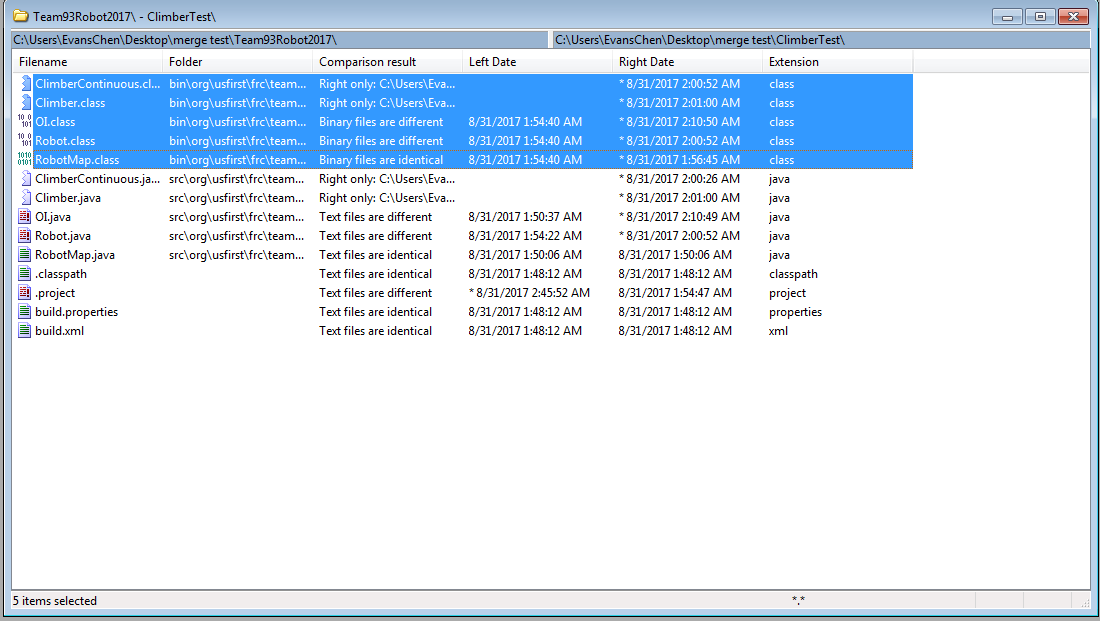 Team93Robot2017\ - ClimberTest\
C:\Users\EvansChen\Desktop\merge test\Team93Robot2017\ C:\Users\EvansChen\Desktop\merge test\ClimberTest\
Filename Folder Comparison result Left Date Right Date Extension
ClimberContinuous.cl... bin\org\usfirst\frc\team... Right only: C:\Users\Eva... * 8/31/2017 2:00:52 AM class
Climber.class bin\org\usfirst\frc\team... Right only: C:\Users\Eva... * 8/31/2017 2:01:00 AM class
OI.class bin\org\usfirst\frc\team... Binary files are different 8/31/2017 1:54:40 AM * 8/31/2017 2:10:50 AM class
Robot.class bin\org\usfirst\frc\team... Binary files are different 8/31/2017 1:54:40 AM * 8/31/2017 2:00:52 AM class
RobotMap.class bin\org\usfirst\frc\team... Binary files are identical 8/31/2017 1:54:40 AM * 8/31/2017 1:56:45 AM class
ClimberContinuous.ja... src\org\usfirst\frc\team... Right only: C:\Users\Eva... * 8/31/2017 2:00:26 AM java
Climber.java src\org\usfirst\frc\team... Right only: C:\Users\Eva... * 8/31/2017 2:01:00 AM java
OI.java src\org\usfirst\frc\team... Text files are different 8/31/2017 1:50:37 AM * 8/31/2017 2:10:49 AM java
Robot.java src\org\usfirst\frc\team... Text files are different 8/31/2017 1:54:22 AM * 8/31/2017 2:00:52 AM java
RobotMap.java src\org\usfirst\frc\team... Text files are identical 8/31/2017 1:50:06 AM 8/31/2017 1:50:06 AM java
.classpath Text files are identical 8/31/2017 1:48:12 AM 8/31/2017 1:48:12 AM classpath
.project Text files are different * 8/31/2017 2:45:52 AM 8/31/2017 1:54:47 AM project
build.properties Text files are identical 8/31/2017 1:48:12 AM 8/31/2017 1:48:12 AM properties
build.xml Text files are identical 8/31/2017 1:48:12 AM 8/31/2017 1:48:12 AM xml
5 items selected *.*